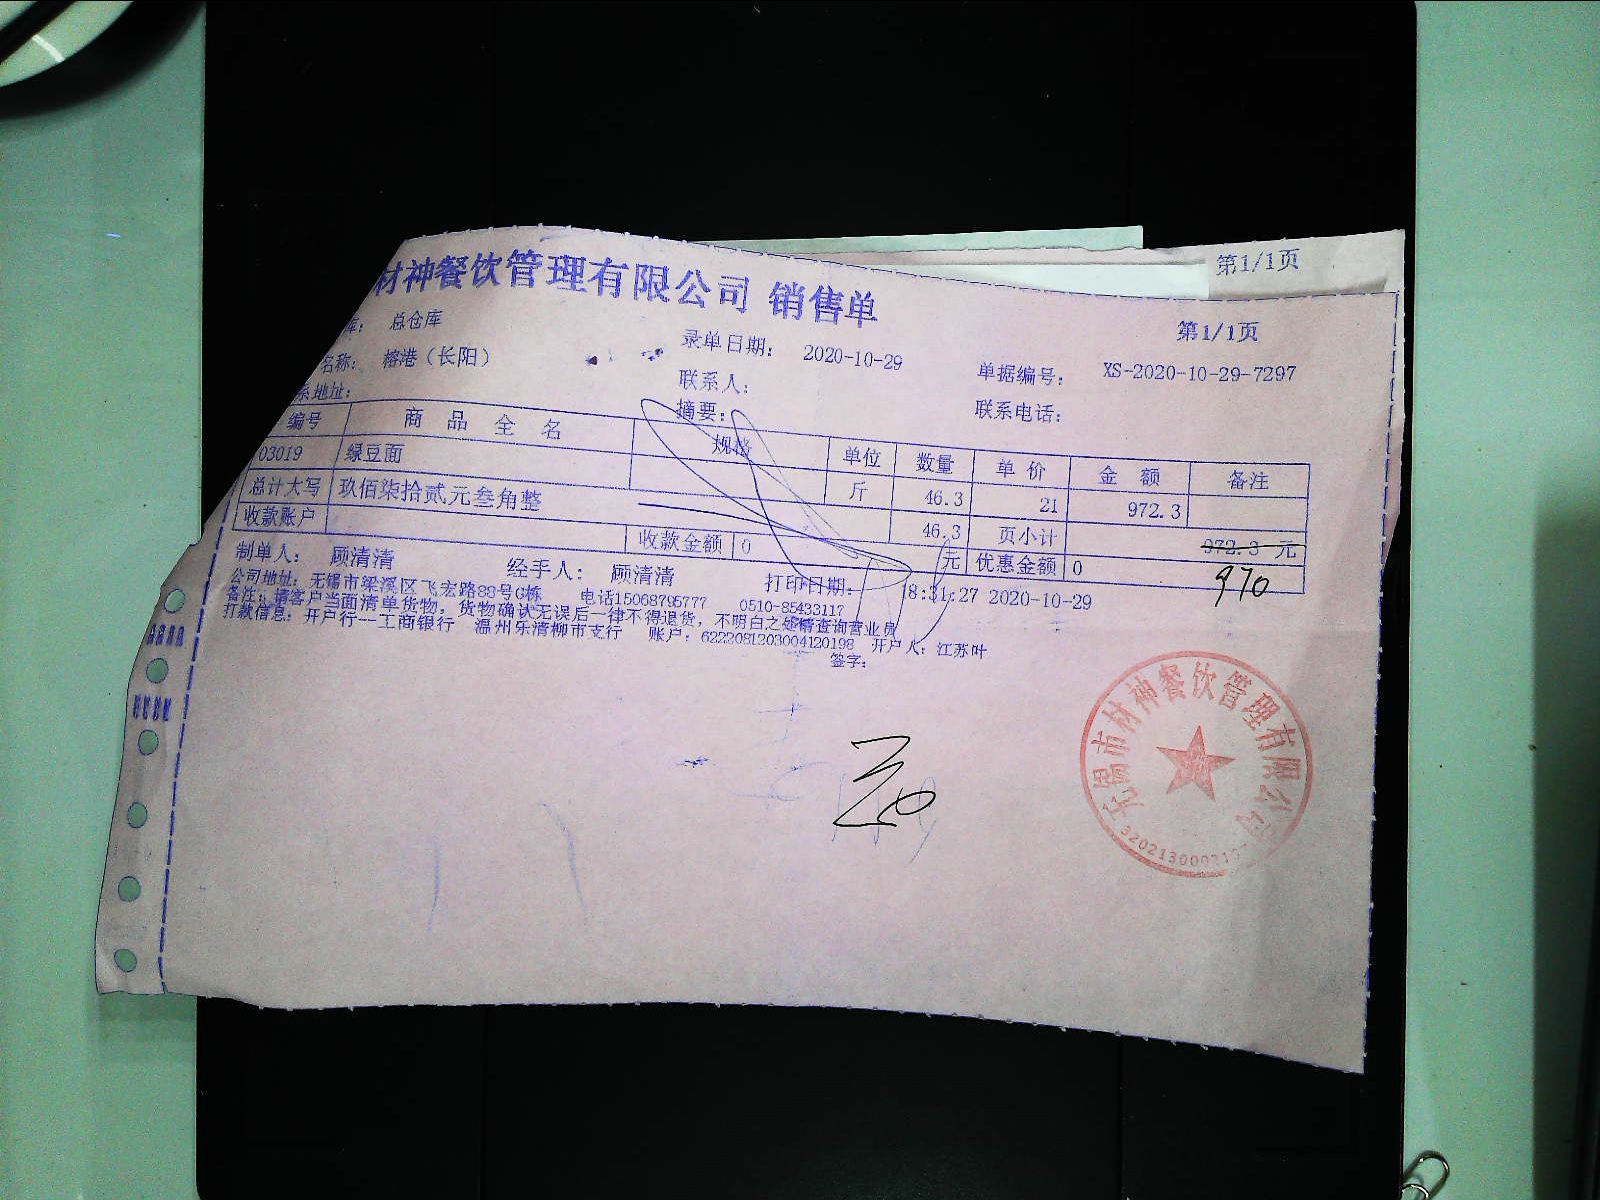 第1/1页
材神餐饮管理有限公司 销售单
第1/1页
库: 总仓库 录单日期: 2020-10-29 单据编号: XS-2020-10-29-7297
名称: 榕港（长阳） 联系人: 联系电话:
系地址: 摘要:
编号 商品全名 规格 单位 数量 单价 金额 备注
03019 绿豆面 斤 46.3 21 972.3
总计大写 玖佰柒拾贰元叁角整 46.3 页小计 972.3 元
收款账户 收款金额 0 元 优惠金额 0 970
制单人: 顾清清 经手人: 顾清清 打印日期: 18:31:27 2020-10-29
公司地址: 无锡市梁溪区飞宏路88号G栋 电话15068795777 0510-85433117
备注: 请客户当面清单货物, 货物确认无误后一律不得退货, 不明白之处请查询营业员
打款信息: 开户行--工商银行 温州乐清柳市支行 账户: 6222081203004120198 开户人: 江苏叶
签字:
无锡市材神餐饮管理有限公司